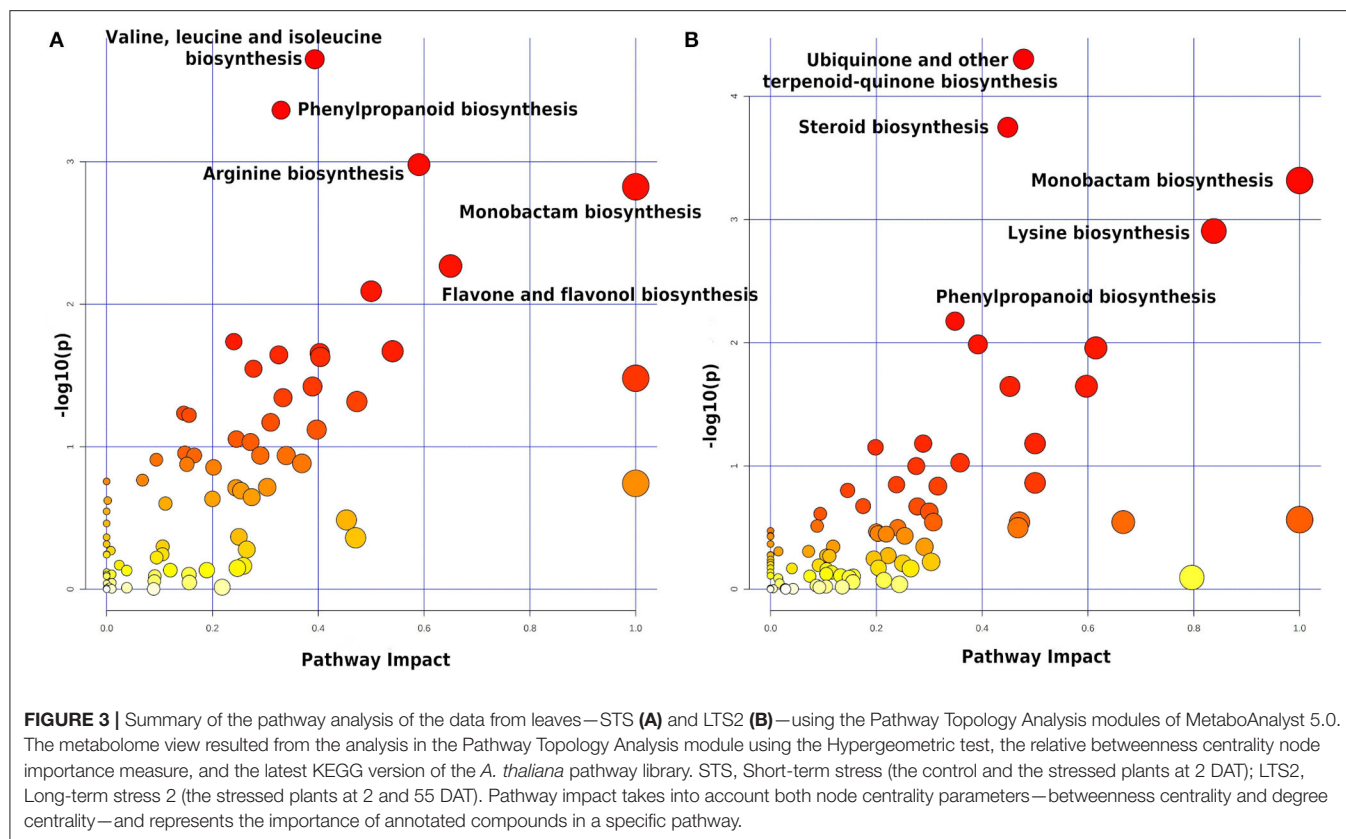 A
Valine, leucine and isoleucine
biosynthesis
Phenylpropanoid biosynthesis
Arginine biosynthesis
Monobactam biosynthesis
Flavone and flavonol biosynthesis
-log10(p)
3
2
1
0
0.0 0.2 0.4 0.6 0.8 1.0
Pathway Impact
B
Ubiquinone and other
terpenoid-quinone biosynthesis
Steroid biosynthesis
Monobactam biosynthesis
Lysine biosynthesis
Phenylpropanoid biosynthesis
-log10(p)
4
3
2
1
0
0.0 0.2 0.4 0.6 0.8 1.0
Pathway Impact
FIGURE 3 | Summary of the pathway analysis of the data from leaves—STS (A) and LTS2 (B)—using the Pathway Topology Analysis modules of MetaboAnalyst 5.0.
The metabolome view resulted from the analysis in the Pathway Topology Analysis module using the Hypergeometric test, the relative betweenness centrality node
importance measure, and the latest KEGG version of the A. thaliana pathway library. STS, Short-term stress (the control and the stressed plants at 2 DAT); LTS2,
Long-term stress 2 (the stressed plants at 2 and 55 DAT). Pathway impact takes into account both node centrality parameters—betweenness centrality and degree
centrality—and represents the importance of annotated compounds in a specific pathway.